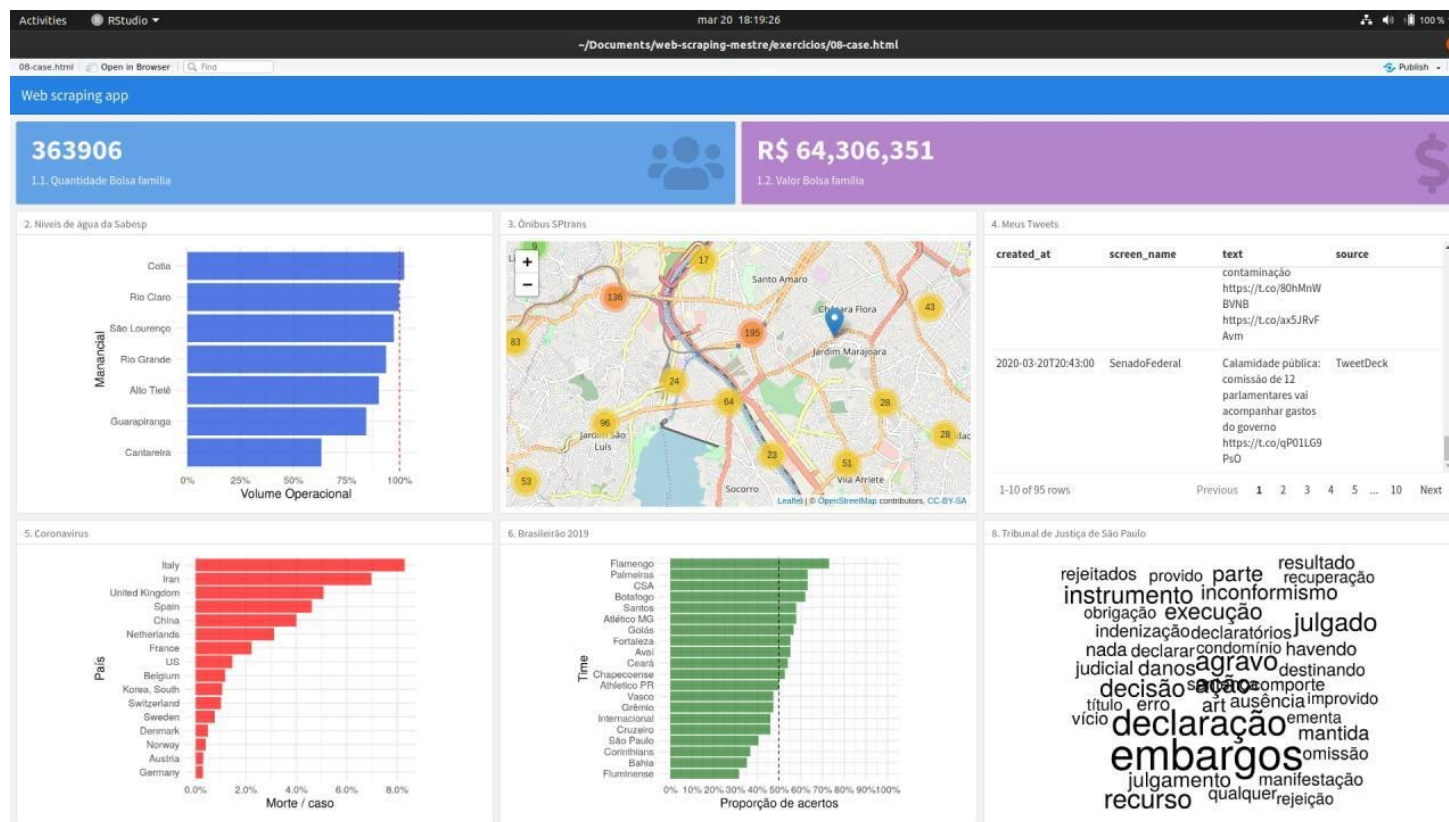 Activities
RStudio
mar 20 18:19:26
100 %
~/Documents/web-scraping-mestre/exercicios/08-case.html
08-case.html
Open in Browser
Find
Publish
Web scraping app
363906
1.1. Quantidade Bolsa família
R$ 64,306,351
1.2. Valor Bolsa família
2. Níveis de água da Sabesp
Manancial
Cotia
Rio Claro
São Lourenço
Rio Grande
Alto Tietê
Guarapiranga
Cantareira
0% 25% 50% 75% 100%
Volume Operacional
3. Ônibus SPtrans
+
−
9
17
Santo Amaro
136
Chácara Flora
43
195
83
Jardim Marajoara
24
64
28
96
Jardim São
Luís
28
23
51
53
Socorro
Vila Arriete
Leaflet | © OpenStreetMap contributors, CC-BY-SA
4. Meus Tweets
created_at screen_name text source
contaminação
https://t.co/80hMnW
BVNB
https://t.co/ax5JRvF
Avm
2020-03-20T20:43:00 SenadoFederal Calamidade pública: TweetDeck
comissão de 12
parlamentares vai
acompanhar gastos
do governo
https://t.co/qP01LG9
PsO
1-10 of 95 rows
Previous 1 2 3 4 5 ... 10 Next
5. Coronavirus
País
Italy
Iran
United Kingdom
Spain
China
Netherlands
France
US
Belgium
Korea, South
Switzerland
Sweden
Denmark
Norway
Austria
Germany
0.0% 2.0% 4.0% 6.0% 8.0%
Morte / caso
6. Brasileirão 2019
Time
Flamengo
Palmeiras
CSA
Botafogo
Santos
Atlético MG
Goiás
Fortaleza
Avaí
Ceará
Chapecoense
Athletico PR
Vasco
Grêmio
Internacional
Cruzeiro
São Paulo
Corinthians
Bahia
Fluminense
0% 10% 20% 30% 40% 50% 60% 70% 80% 90%100%
Proporção de acertos
8. Tribunal de Justiça de São Paulo
resultado
rejeitados provido parte recuperação
instrumento inconformismo
obrigação execução
indenização declaratórios julgado
nada declarar condomínio havendo
judicial danos agravo destinando
decisão ação comporte
título erro art ausência improvido
vício declaração ementa
mantida
embargos omissão
julgamento manifestação
recurso qualquer rejeição